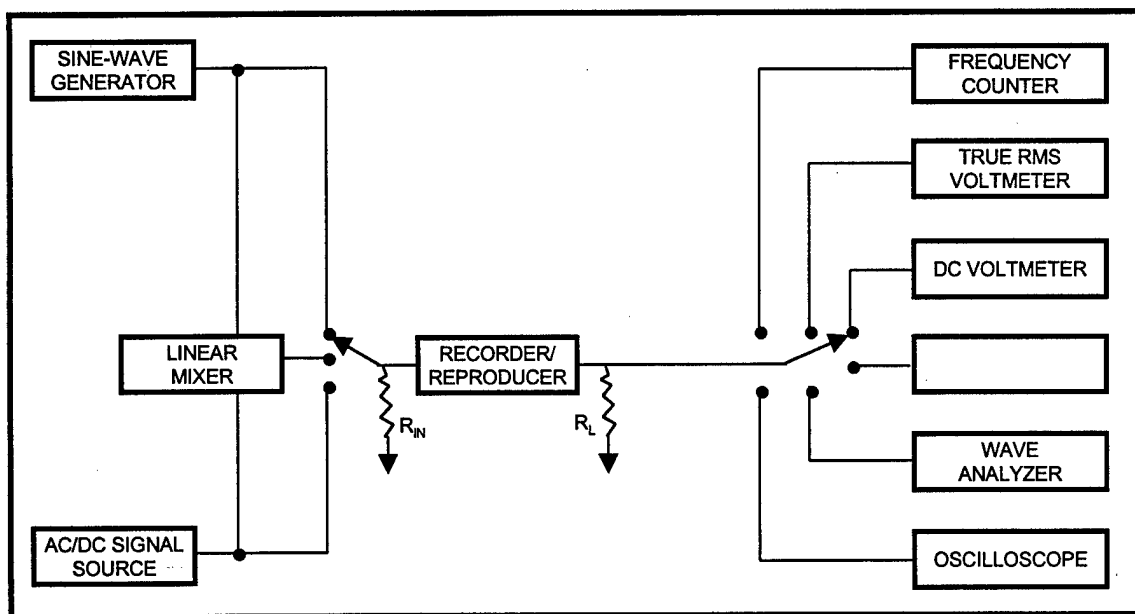 SINE-WAVE
GENERATOR
FREQUENCY
COUNTER
TRUE RMS
VOLTMETER
DC VOLTMETER
LINEAR
MIXER
RECORDER/
REPRODUCER
R_IN
R_L
WAVE
ANALYZER
AC/DC SIGNAL
SOURCE
OSCILLOSCOPE